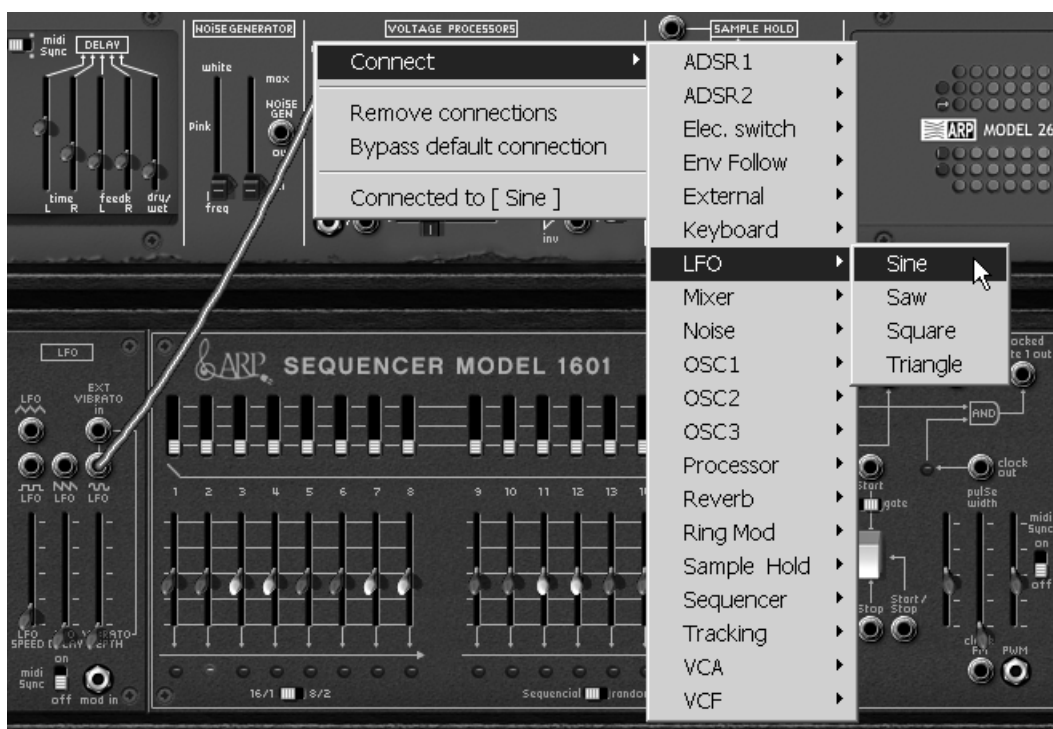 midi
Sync
DELAY
time
L R
feedk
L R
dry/
wet
NOISE GENERATOR
white
Pink
max
NOISE
GEN
freq
VOLTAGE PROCESSORS
inv
SAMPLE HOLD
ARP MODEL 26
Connect
Remove connections
Bypass default connection
Connected to [ Sine ]
ADSR1
ADSR2
Elec. switch
Env Follow
External
Keyboard
LFO
Mixer
Noise
OSC1
OSC2
OSC3
Processor
Reverb
Ring Mod
Sample Hold
Sequencer
Tracking
VCA
VCF
Sine
Saw
Square
Triangle
LFO
LFO
EXT
VIBRATO
in
LFO LFO LFO
LFO
SPEED
midi
Sync
on
off
mod in
ARP SEQUENCER MODEL 1601
1 2 3 4 5 6 7 8 9 10 11 12 13
16/1 8/2
Sequencial
AND
clock
out
Start
gate
pulse
width
midi
Sync
on
off
Stop
Start/
Stop
FM
PWM